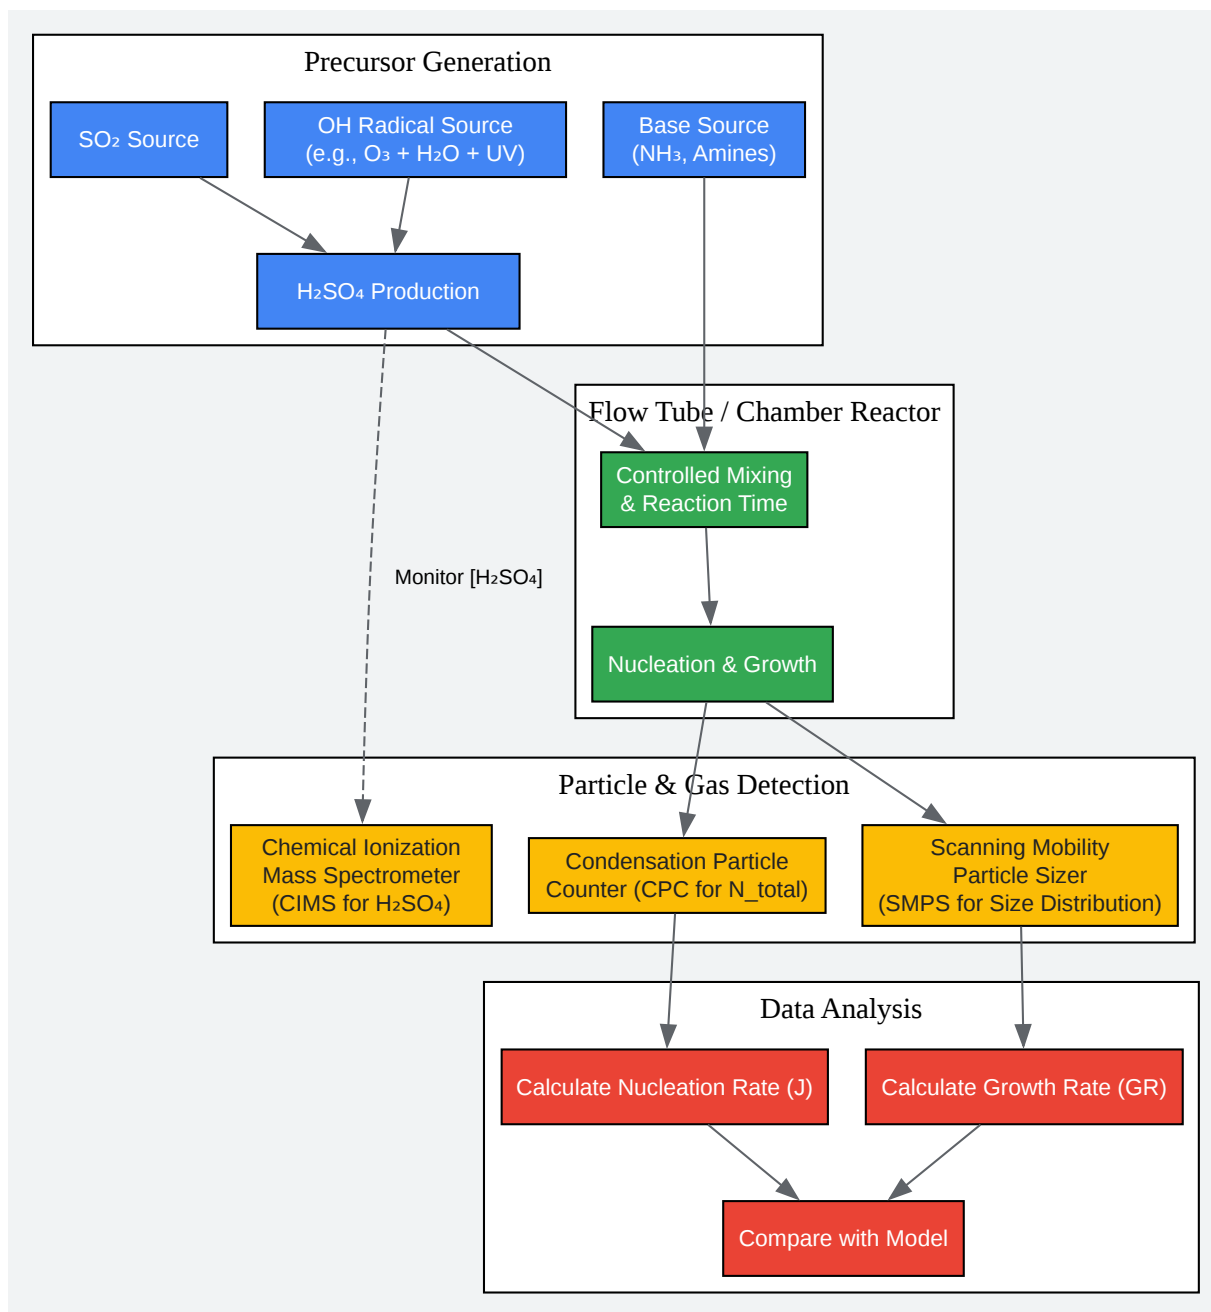 Precursor Generation
SO₂ Source
OH Radical Source
(e.g., O₃ + H₂O + UV)
Base Source
(NH₃, Amines)
H₂SO₄ Production
Flow Tube / Chamber Reactor
Controlled Mixing
& Reaction Time
Monitor [H₂SO₄]
Nucleation & Growth
Particle & Gas Detection
Chemical Ionization
Mass Spectrometer
(CIMS for H₂SO₄)
Condensation Particle
Counter (CPC for N_total)
Scanning Mobility
Particle Sizer
(SMPS for Size Distribution)
Data Analysis
Calculate Nucleation Rate (J)
Calculate Growth Rate (GR)
Compare with Model